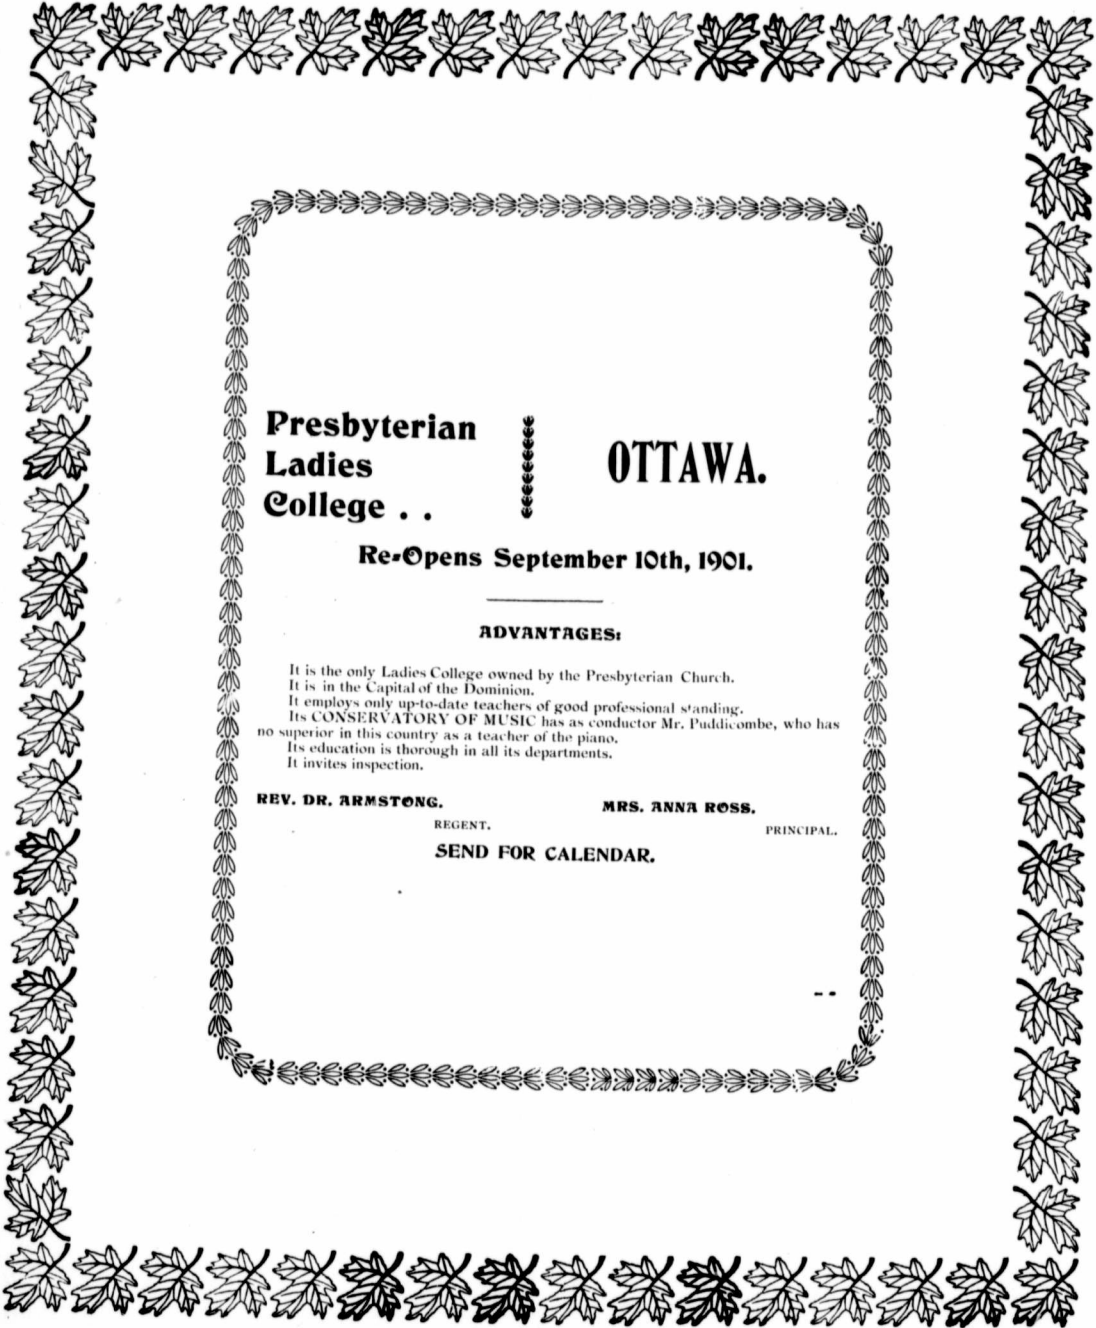 Presbyterian
Ladies
College . .
OTTAWA.
Re-Opens September 10th, 1901.
ADVANTAGES:
It is the only Ladies College owned by the Presbyterian Church.
It is in the Capital of the Dominion.
It employs only up-to-date teachers of good professional standing.
Its CONSERVATORY OF MUSIC has as conductor Mr. Puddicombe, who has
no superior in this country as a teacher of the piano.
Its education is thorough in all its departments.
It invites inspection.
REV. DR. ARMSTONG.
REGENT.
MRS. ANNA ROSS.
PRINCIPAL.
SEND FOR CALENDAR.